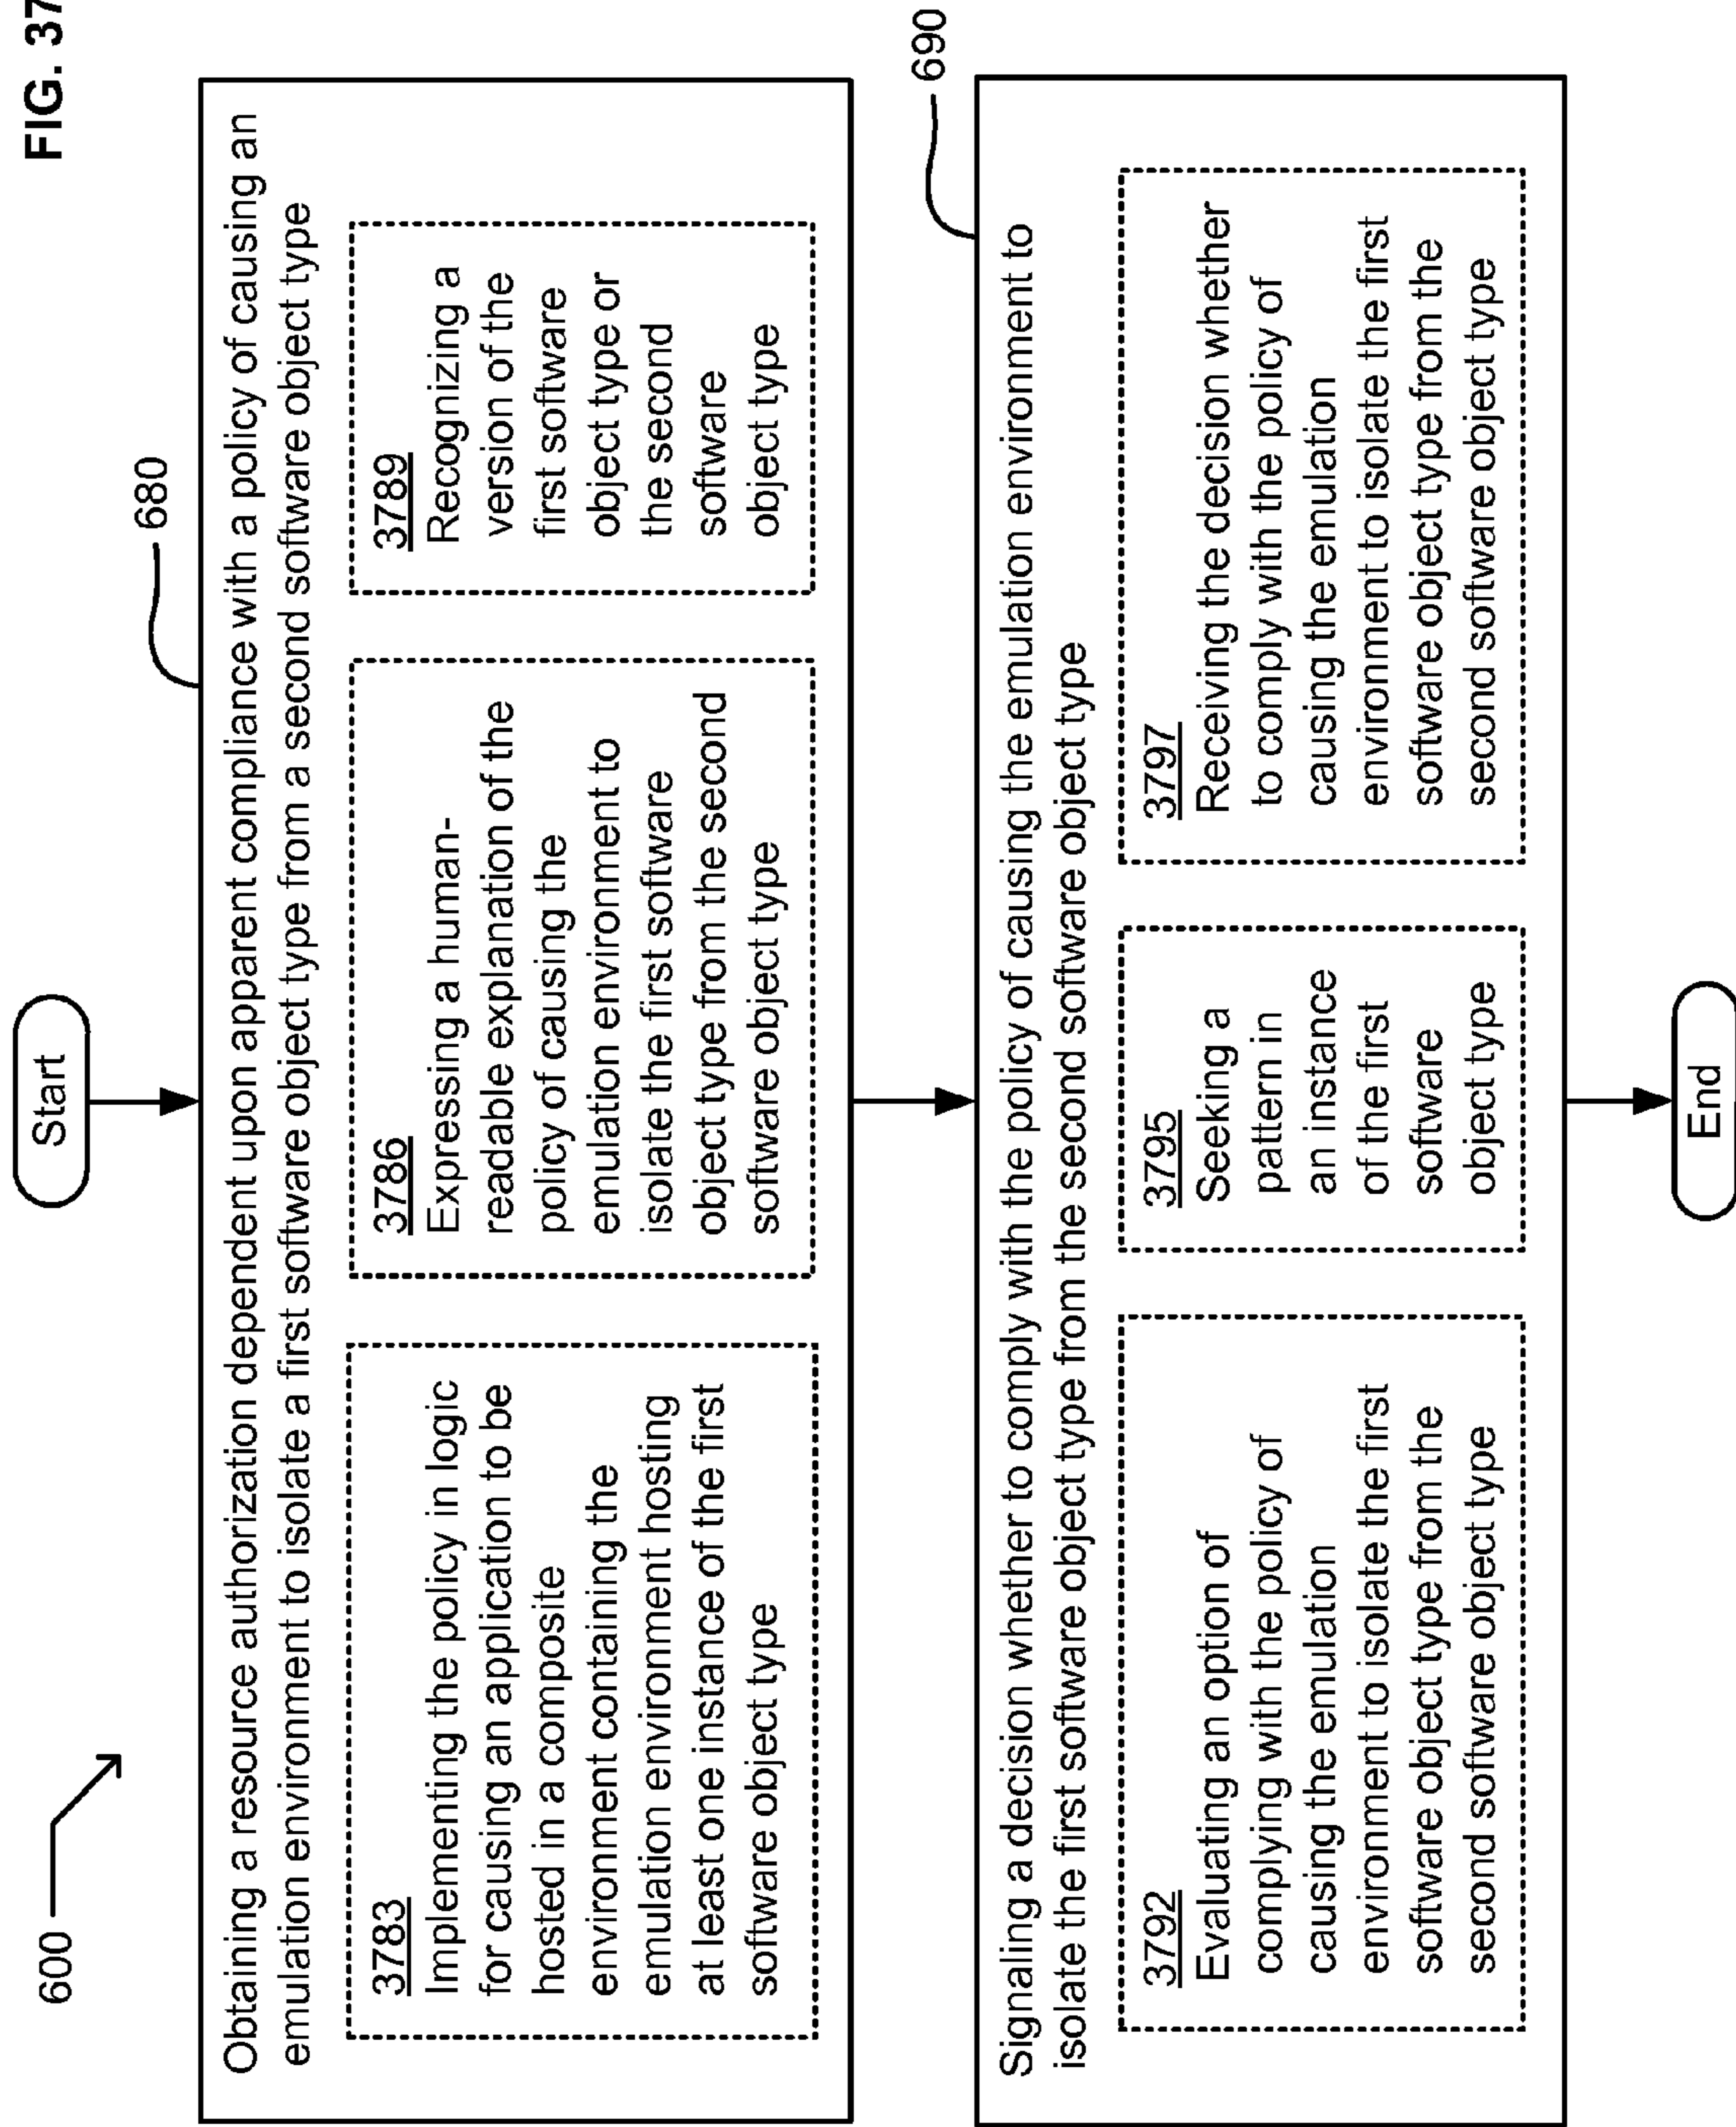 FIG. 37
600
Start
680
Obtaining a resource authorization dependent upon apparent compliance with a policy of causing an
emulation environment to isolate a first software object type from a second software object type
3783
Implementing the policy in logic
for causing an application to be
hosted in a composite
environment containing the
emulation environment hosting
at least one instance of the first
software object type
3786
Expressing a human-
readable explanation of the
policy of causing the
emulation environment to
isolate the first software
object type from the second
software object type
3789
Recognizing a
version of the
first software
object type or
the second
software
object type
690
Signaling a decision whether to comply with the policy of causing the emulation environment to
isolate the first software object type from the second software object type
3792
Evaluating an option of
complying with the policy of
causing the emulation
environment to isolate the first
software object type from the
second software object type
3795
Seeking a
pattern in
an instance
of the first
software
object type
3797
Receiving the decision whether
to comply with the policy of
causing the emulation
environment to isolate the first
software object type from the
second software object type
End